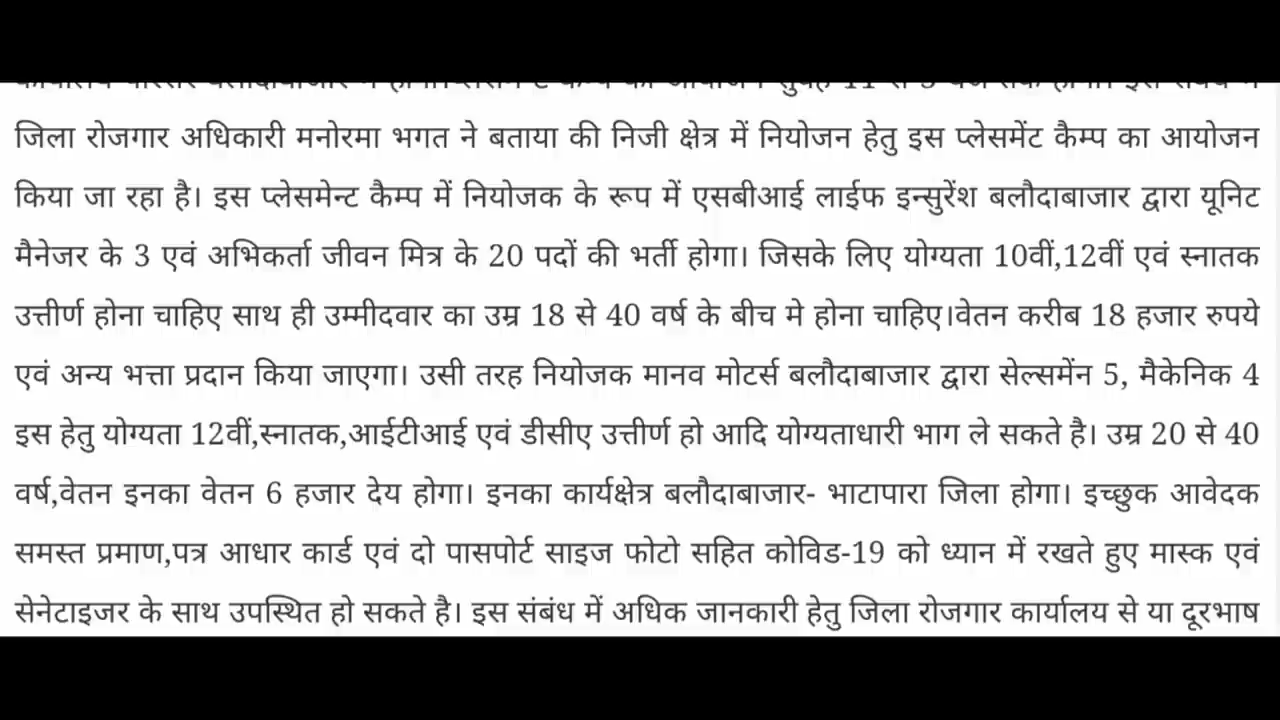 जिला रोजगार अधिकारी मनोरमा भगत ने बताया की निजी क्षेत्र में नियोजन हेतु इस प्लेसमेंट कैम्प का आयोजन
किया जा रहा है। इस प्लेसमेन्ट कैम्प में नियोजक के रूप में एसबीआई लाईफ इन्सुरेंश बलौदाबाजार द्वारा यूनिट
मैनेजर के 3 एवं अभिकर्ता जीवन मित्र के 20 पदों की भर्ती होगा। जिसके लिए योग्यता 10वीं,12वीं एवं स्नातक
उत्तीर्ण होना चाहिए साथ ही उम्मीदवार का उम्र 18 से 40 वर्ष के बीच मे होना चाहिए।वेतन करीब 18 हजार रुपये
एवं अन्य भत्ता प्रदान किया जाएगा। उसी तरह नियोजक मानव मोटर्स बलौदाबाजार द्वारा सेल्समेंन 5, मैकेनिक 4
इस हेतु योग्यता 12वीं,स्नातक,आईटीआई एवं डीसीए उत्तीर्ण हो आदि योग्यताधारी भाग ले सकते है। उम्र 20 से 40
वर्ष,वेतन इनका वेतन 6 हजार देय होगा। इनका कार्यक्षेत्र बलौदाबाजार- भाटापारा जिला होगा। इच्छुक आवेदक
समस्त प्रमाण,पत्र आधार कार्ड एवं दो पासपोर्ट साइज फोटो सहित कोविड-19 को ध्यान में रखते हुए मास्क एवं
सेनेटाइजर के साथ उपस्थित हो सकते है। इस संबंध में अधिक जानकारी हेतु जिला रोजगार कार्यालय से या दूरभाष